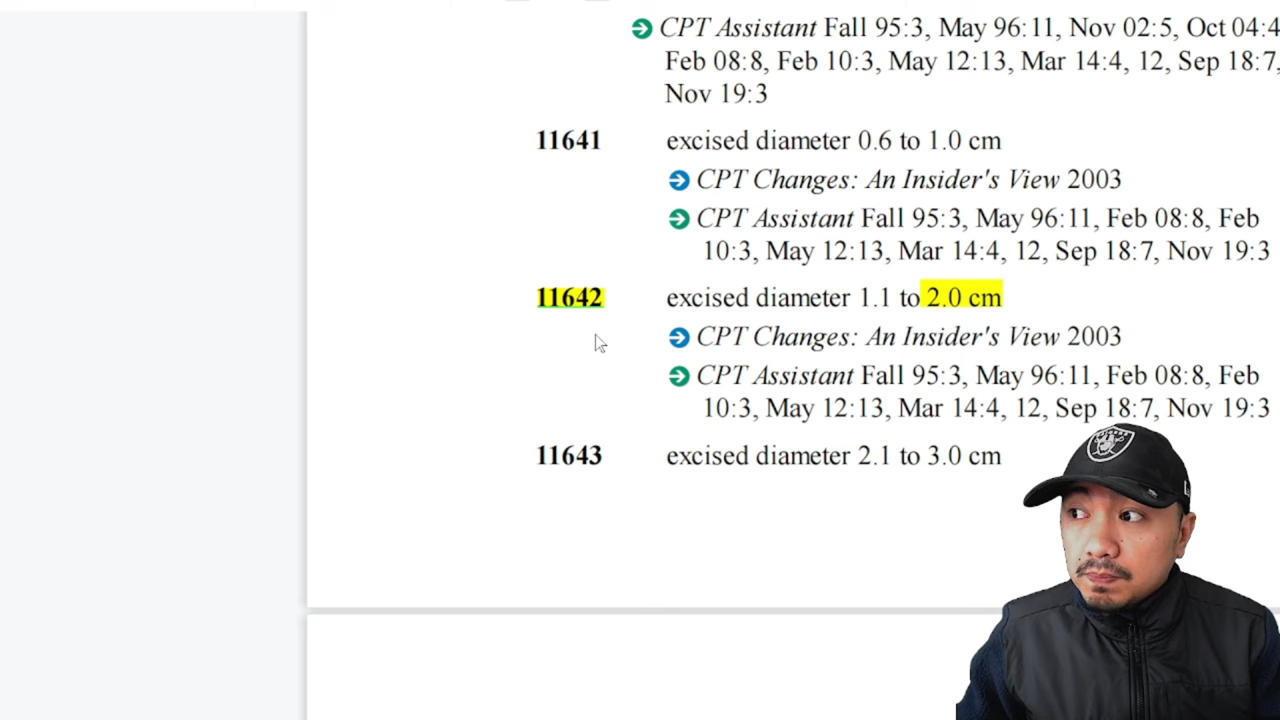 CPT Assistant Fall 95:3, May 96:11, Nov 02:5, Oct 04:4
Feb 08:8, Feb 10:3, May 12:13, Mar 14:4, 12, Sep 18:7,
Nov 19:3
11641 excised diameter 0.6 to 1.0 cm
CPT Changes: An Insider's View 2003
CPT Assistant Fall 95:3, May 96:11, Feb 08:8, Feb
10:3, May 12:13, Mar 14:4, 12, Sep 18:7, Nov 19:3
11642 excised diameter 1.1 to 2.0 cm
CPT Changes: An Insider's View 2003
CPT Assistant Fall 95:3, May 96:11, Feb 08:8, Feb
10:3, May 12:13, Mar 14:4, 12, Sep 18:7, Nov 19:3
11643 excised diameter 2.1 to 3.0 cm
RAIDERS